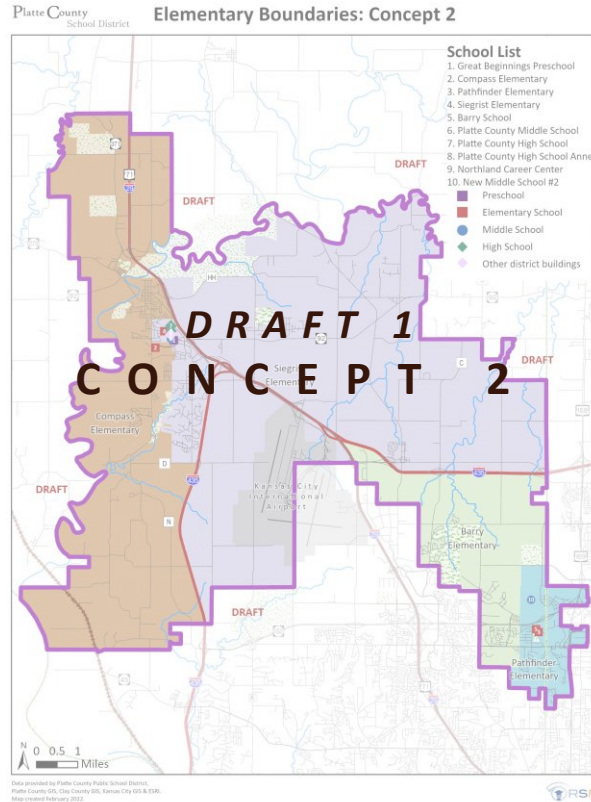 Platte County
School District
Elementary Boundaries: Concept 2
School List
1. Great Beginnings Preschool
2. Compass Elementary
3. Pathfinder Elementary
4. Siegrist Elementary
5. Barry School
6. Platte County Middle School
7. Platte County High School
8. Platte County High School Anne
9. Northland Career Center
10. New Middle School #2
Preschool
Elementary School
Middle School
High School
Other district buildings
DRAFT
DRAFT
71
HH
DRAFT 1
92
DRAFT
Siegrist
Elementary
C
CONCEPT 2
Compass
Elementary
D
DRAFT
Kansas City
International
Airport
N
Barry
Elementary
10
DRAFT
Pathfinder
Elementary
N
0 0.5 1
Miles
Data provided by Platte County Public School District,
Platte County GIS, Clay County GIS, Kansas City GIS & ESRI.
Map created February 2022
RS